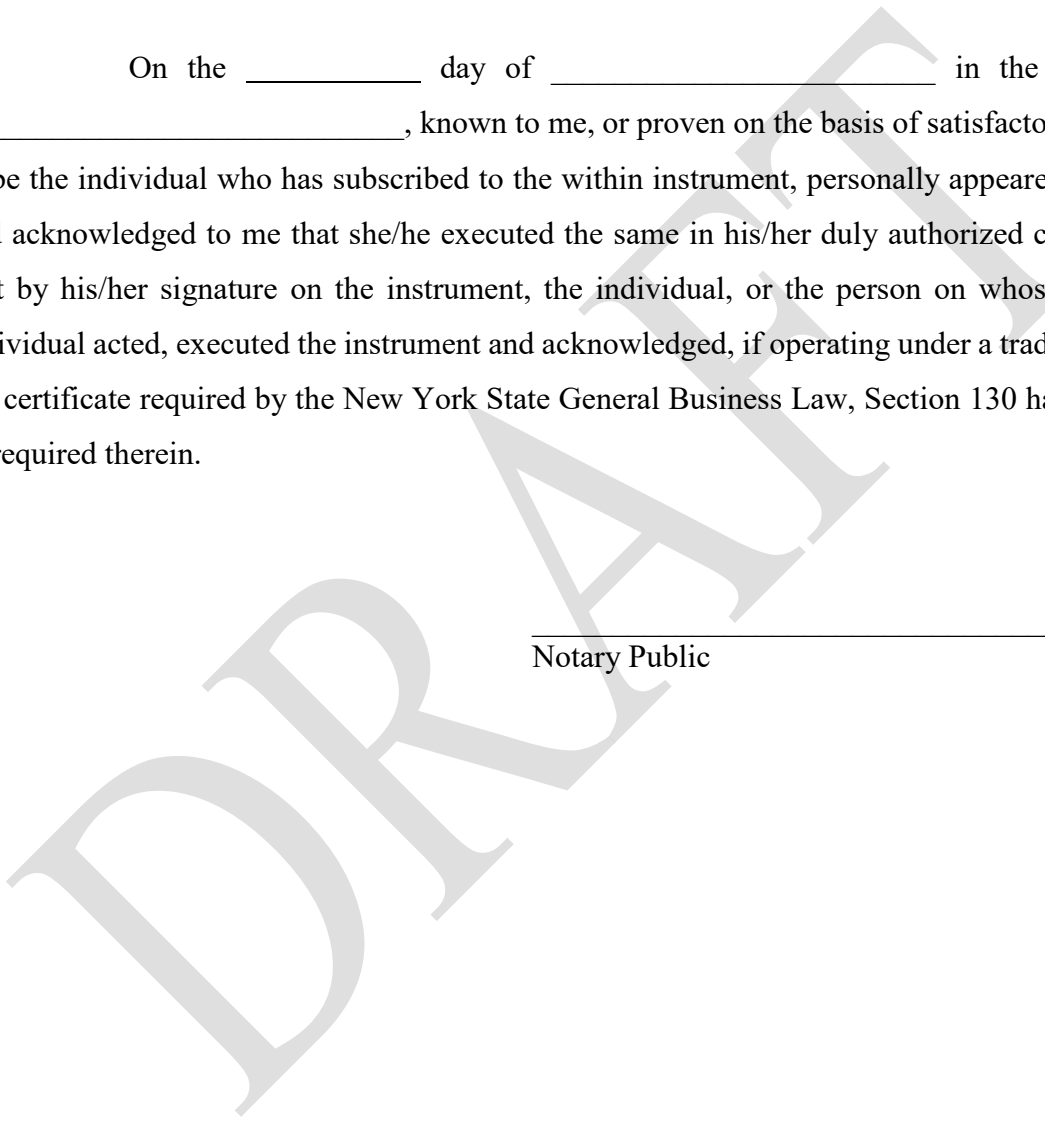 On the __________ day of ______________________ in the
________________________, known to me, or proven on the basis of satisfacto
be the individual who has subscribed to the within instrument, personally appeare
acknowledged to me that she/he executed the same in his/her duly authorized c
t by his/her signature on the instrument, the individual, or the person on whos
ividual acted, executed the instrument and acknowledged, if operating under a trad
certificate required by the New York State General Business Law, Section 130 ha
required therein.
______________________________
Notary Public
DRAFT